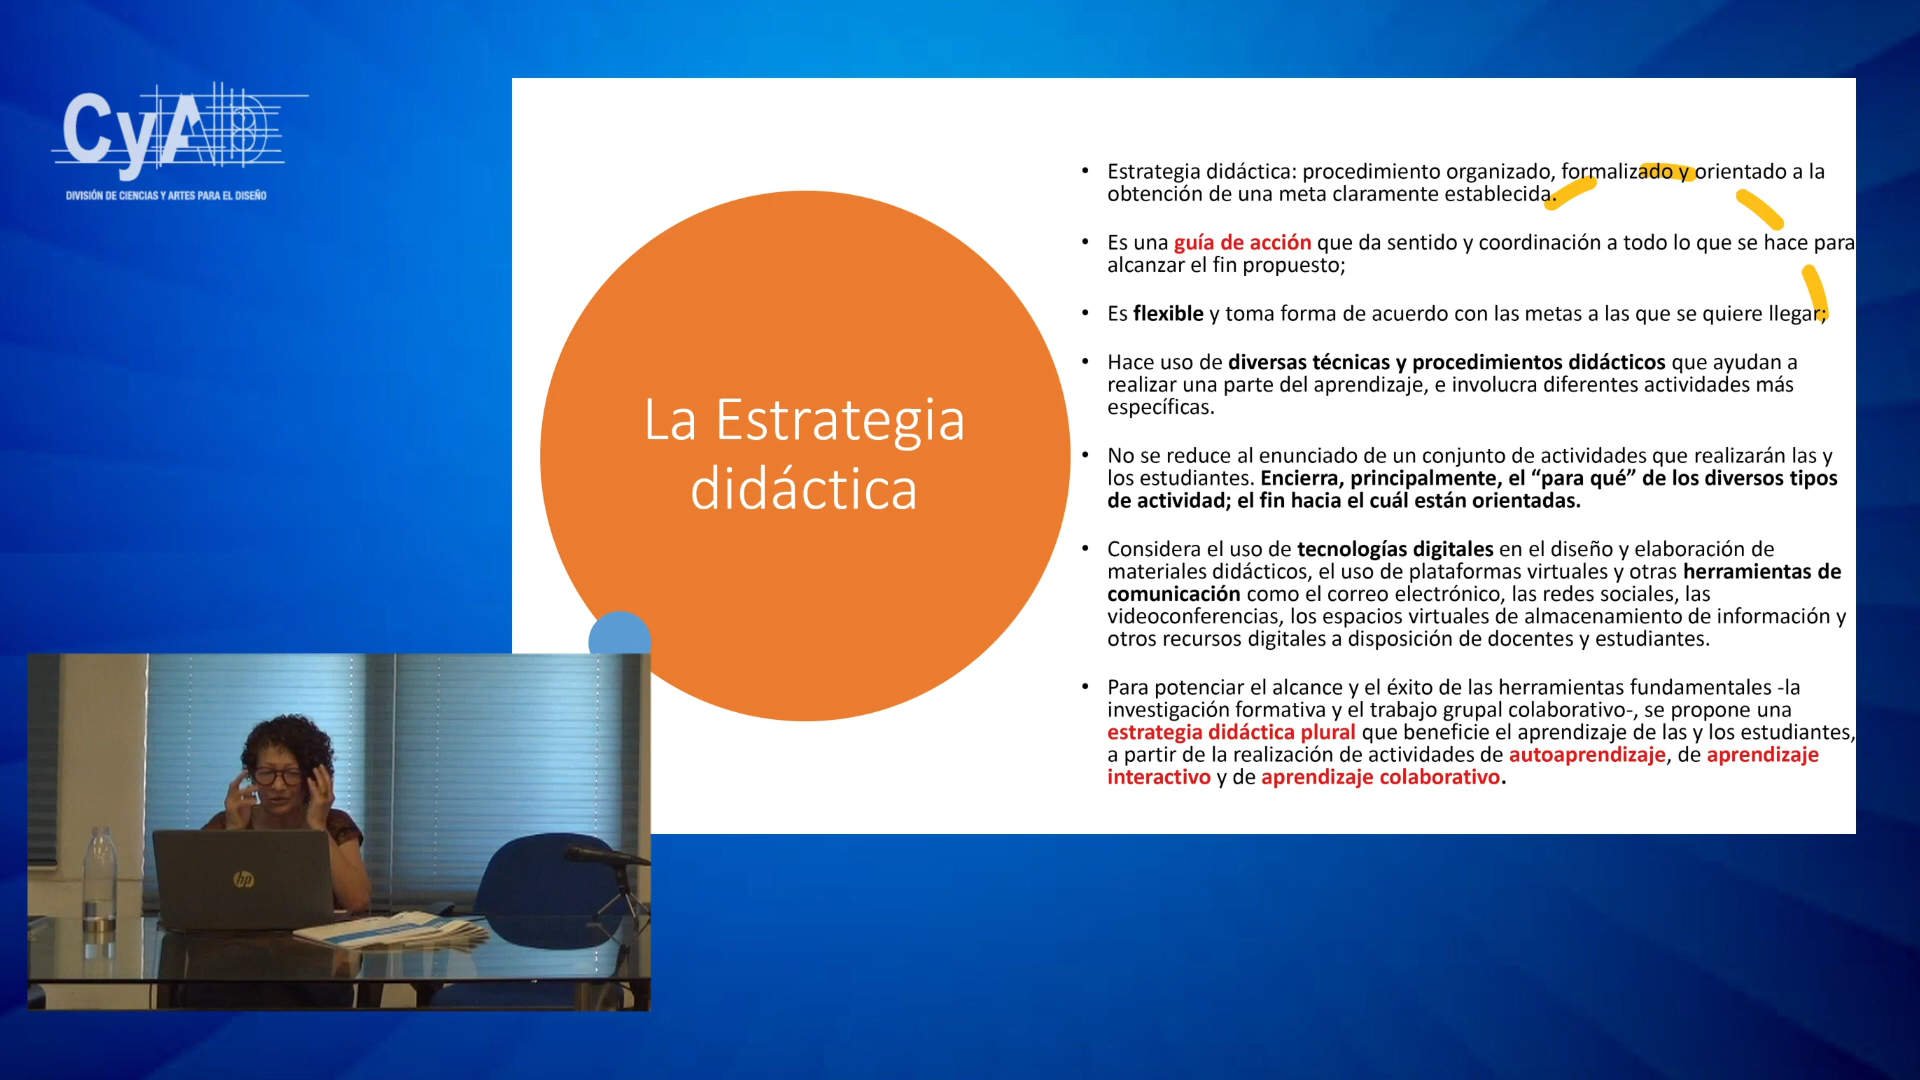 CyAD
DIVISIÓN DE CIENCIAS Y ARTES PARA EL DISEÑO
La Estrategia
didáctica
• Estrategia didáctica: procedimiento organizado, formalizado y orientado a la
obtención de una meta claramente establecida.
• Es una guía de acción que da sentido y coordinación a todo lo que se hace para
alcanzar el fin propuesto;
• Es flexible y toma forma de acuerdo con las metas a las que se quiere llegar;
• Hace uso de diversas técnicas y procedimientos didácticos que ayudan a
realizar una parte del aprendizaje, e involucra diferentes actividades más
específicas.
• No se reduce al enunciado de un conjunto de actividades que realizarán las y
los estudiantes. Encierra, principalmente, el “para qué” de los diversos tipos
de actividad; el fin hacia el cuál están orientadas.
• Considera el uso de tecnologías digitales en el diseño y elaboración de
materiales didácticos, el uso de plataformas virtuales y otras herramientas de
comunicación como el correo electrónico, las redes sociales, las
videoconferencias, los espacios virtuales de almacenamiento de información y
otros recursos digitales a disposición de docentes y estudiantes.
• Para potenciar el alcance y el éxito de las herramientas fundamentales -la
investigación formativa y el trabajo grupal colaborativo-, se propone una
estrategia didáctica plural que beneficie el aprendizaje de las y los estudiantes,
a partir de la realización de actividades de autoaprendizaje, de aprendizaje
interactivo y de aprendizaje colaborativo.
hp